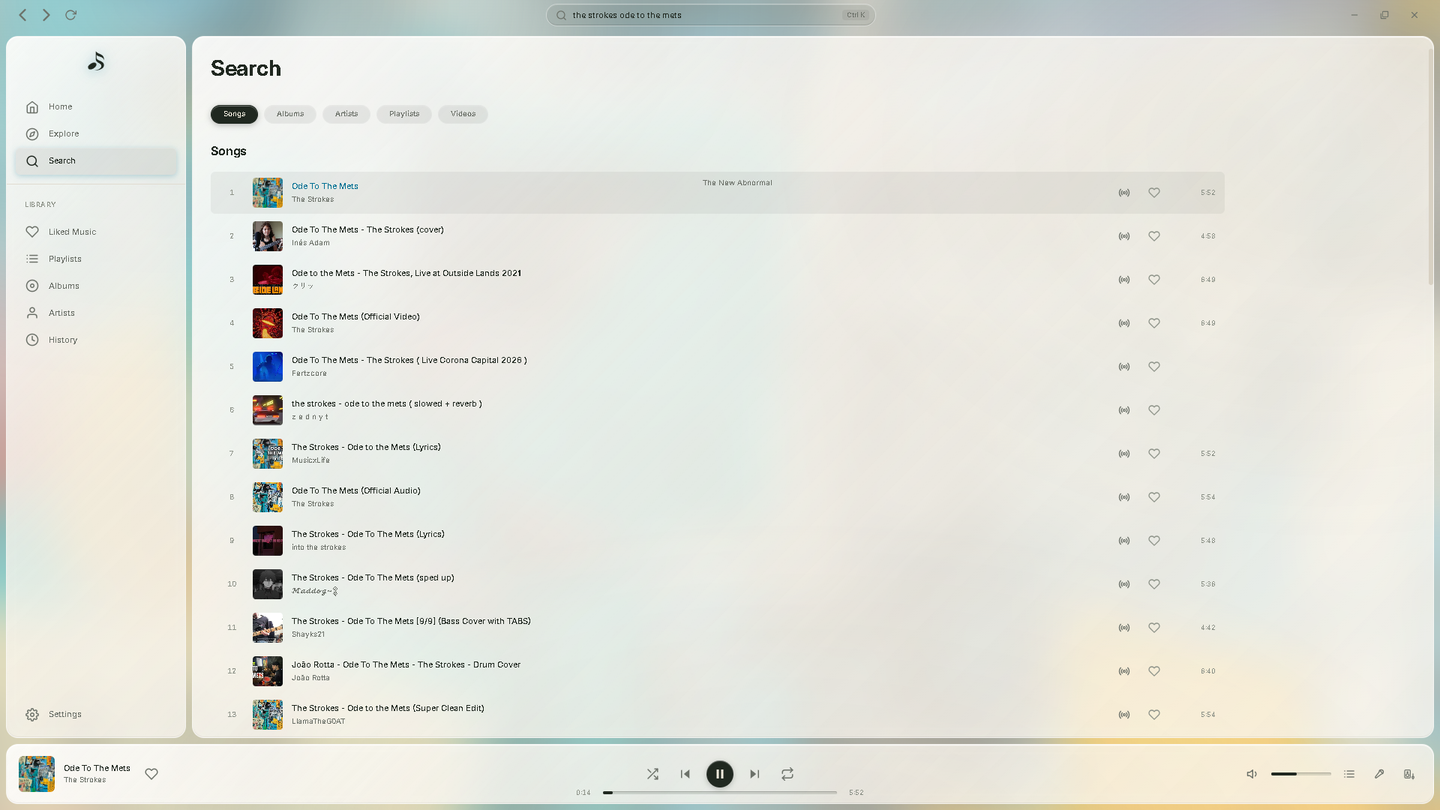 the strokes ode to the mets
Ctrl K
Home
Explore
Search
LIBRARY
Liked Music
Playlists
Albums
Artists
History
Settings
Search
Songs Albums Artists Playlists Videos
Songs
1 Ode To The Mets The New Abnormal 5:52
The Strokes
2 Ode To The Mets - The Strokes (cover) 4:58
Inés Adam
3 Ode to the Mets - The Strokes, Live at Outside Lands 2021 6:49
クリッ
4 Ode To The Mets (Official Video) 6:49
The Strokes
5 Ode To The Mets - The Strokes ( Live Corona Capital 2026 )
Fertzcore
6 the strokes - ode to the mets ( slowed + reverb )
z e d n y t
7 The Strokes - Ode to the Mets (Lyrics) 5:52
MusicxLife
8 Ode To The Mets (Official Audio) 5:54
The Strokes
9 The Strokes - Ode To The Mets (Lyrics) 5:48
into the strokes
10 The Strokes - Ode To The Mets (sped up) 5:36
𝓜𝓪𝓭𝓭𝓸𝓰~
11 The Strokes - Ode To The Mets [9/9] (Bass Cover with TABS) 4:42
Shayks21
12 João Rotta - Ode To The Mets - The Strokes - Drum Cover 6:40
João Rotta
13 The Strokes - Ode to the Mets (Super Clean Edit) 5:54
LlamaTheGOAT
Ode To The Mets
The Strokes
0:14 5:52